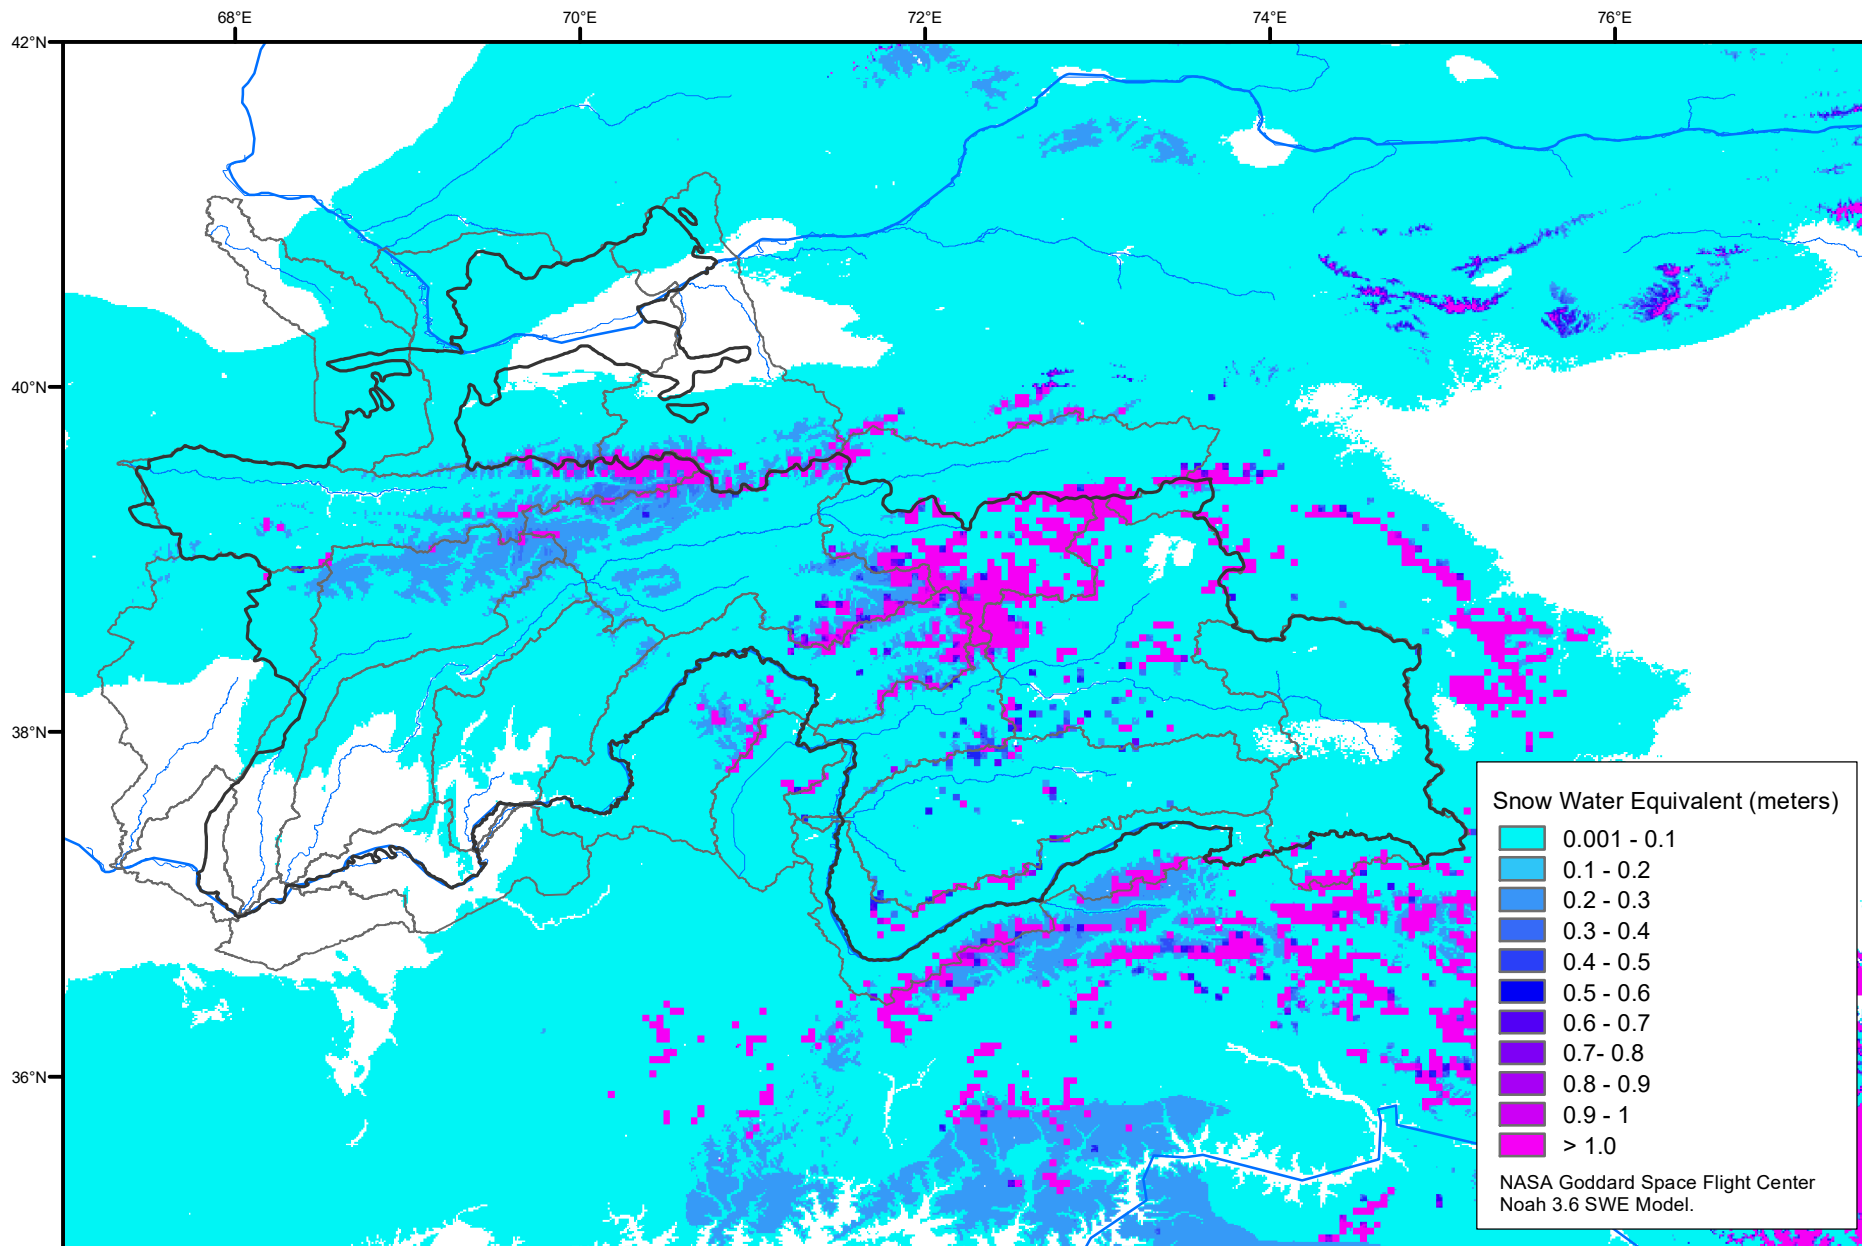 68°E 70°E 72°E 74°E 76°E
42°N
40°N
38°N
36°N
Snow Water Equivalent (meters)
0.001 - 0.1
0.1 - 0.2
0.2 - 0.3
0.3 - 0.4
0.4 - 0.5
0.5 - 0.6
0.6 - 0.7
0.7- 0.8
0.8 - 0.9
0.9 - 1
> 1.0
NASA Goddard Space Flight Center
Noah 3.6 SWE Model.